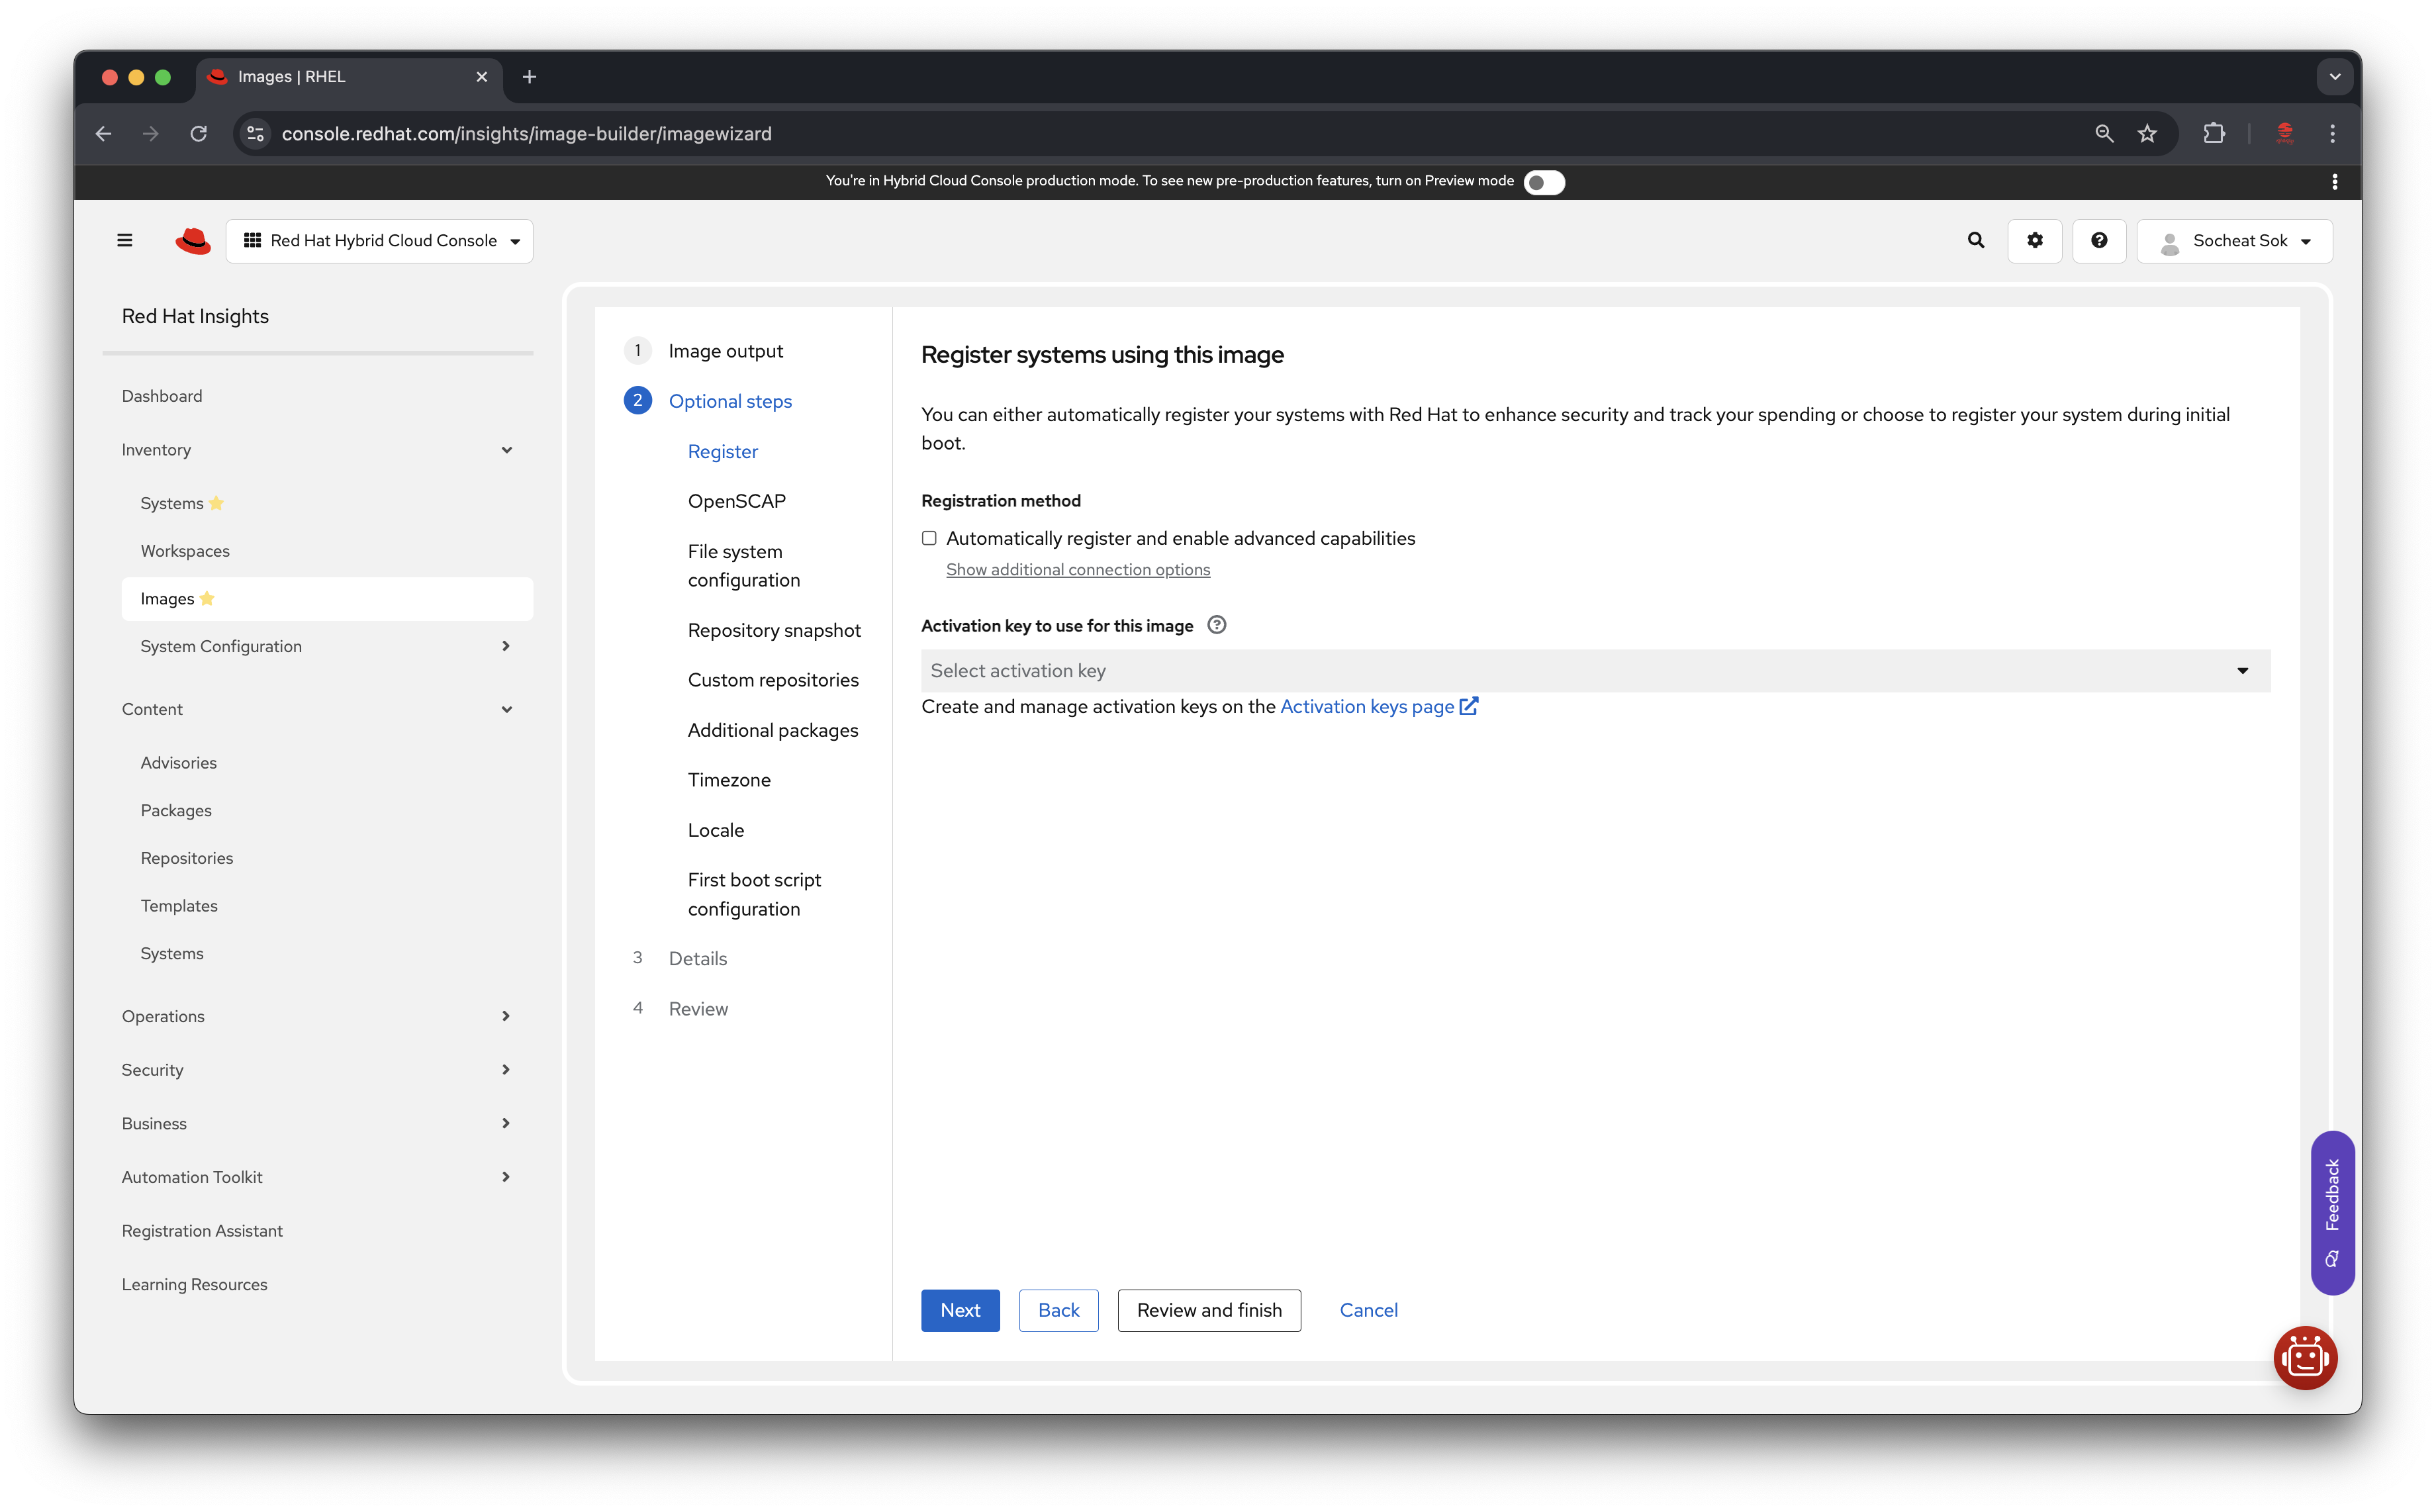 Images | RHEL
console.redhat.com/insights/image-builder/imagewizard
You're in Hybrid Cloud Console production mode. To see new pre-production features, turn on Preview mode
Red Hat Hybrid Cloud Console
Socheat Sok
Red Hat Insights
Dashboard
Inventory
Systems
Workspaces
Images
System Configuration
Content
Advisories
Packages
Repositories
Templates
Systems
Operations
Security
Business
Automation Toolkit
Registration Assistant
Learning Resources
1 Image output
2 Optional steps
Register
OpenSCAP
File system
configuration
Repository snapshot
Custom repositories
Additional packages
Timezone
Locale
First boot script
configuration
3 Details
4 Review
Register systems using this image
You can either automatically register your systems with Red Hat to enhance security and track your spending or choose to register your system during initial
boot.
Registration method
Automatically register and enable advanced capabilities
Show additional connection options
Activation key to use for this image
Select activation key
Create and manage activation keys on the Activation keys page
Next
Back
Review and finish
Cancel
Feedback